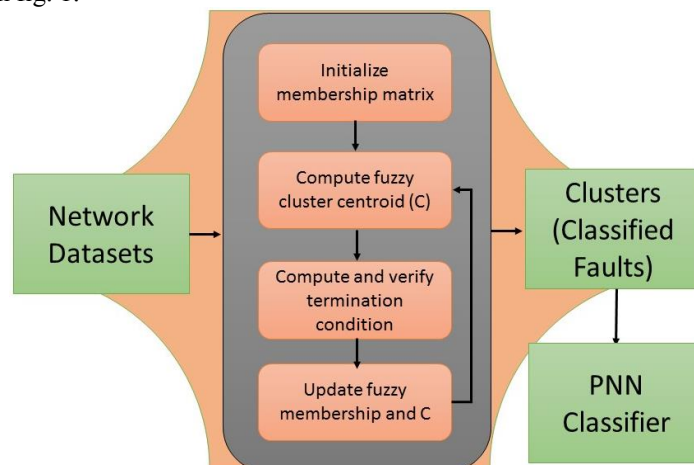 n fig. 1.
Initialize
membership matrix
Compute fuzzy
cluster centroid (C)
Compute and verify
termination
condition
Update fuzzy
membership and C
Network
Datasets
Clusters
(Classified
Faults)
PNN
Classifier